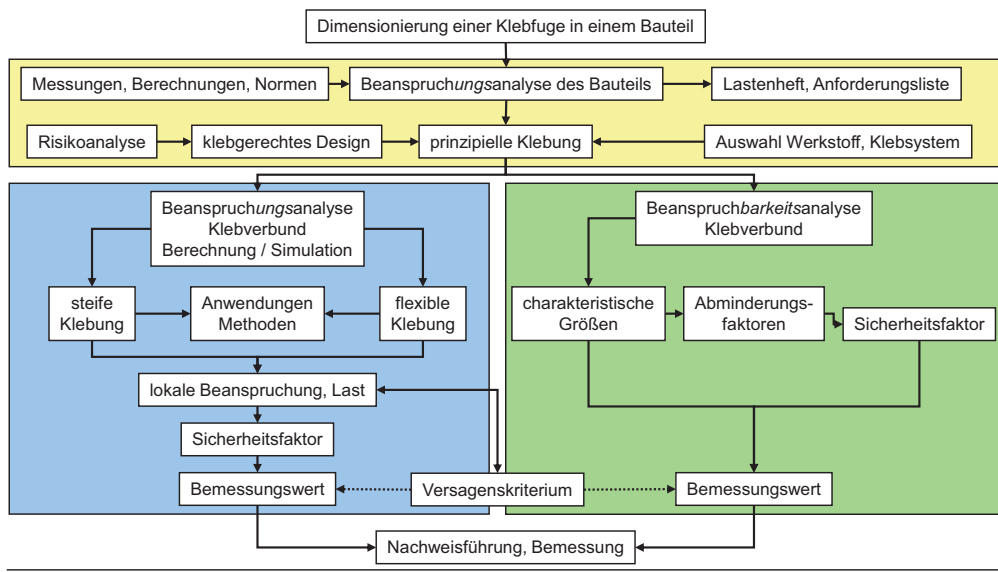 Dimensionierung einer Klebfuge in einem Bauteil
Messungen, Berechnungen, Normen
Beanspruchungsanalyse des Bauteils
Lastenheft, Anforderungsliste
Risikoanalyse
klebgerechtes Design
prinzipielle Klebung
Auswahl Werkstoff, Klebsystem
Beanspruchungsanalyse
Klebverbund
Berechnung / Simulation
steife
Klebung
Anwendungen
Methoden
flexible
Klebung
lokale Beanspruchung, Last
Sicherheitsfaktor
Bemessungswert
Versagenskriterium
Beanspruchbarkeitsanalyse
Klebverbund
charakteristische
Größen
Abminderungs-
faktoren
Sicherheitsfaktor
Bemessungswert
Nachweisführung, Bemessung